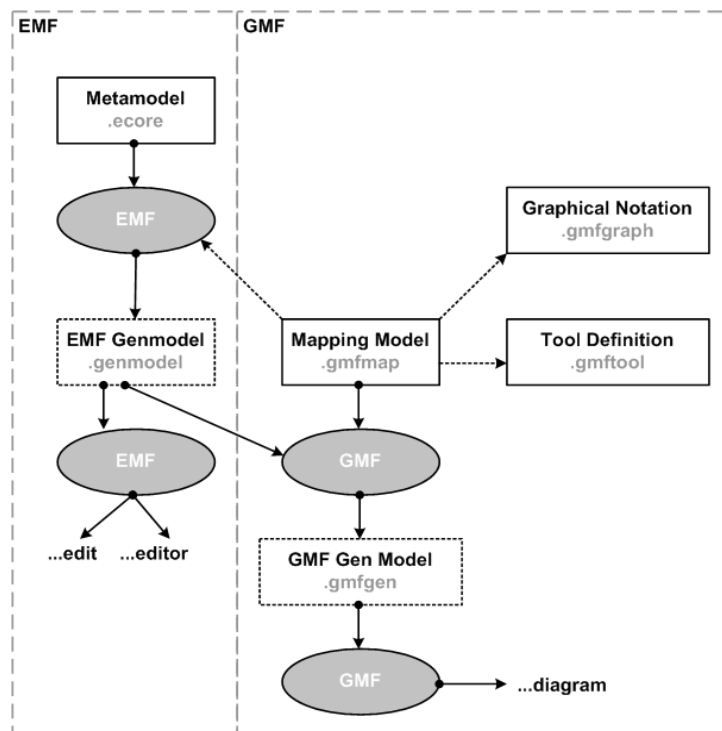 EMF
GMF
Metamodel
.ecore
EMF
Graphical Notation
.gmfgraph
EMF Genmodel
.genmodel
Mapping Model
.gmfmap
Tool Definition
.gmftool
EMF
GMF
...edit
...editor
GMF Gen Model
.gmfgen
GMF
...diagram